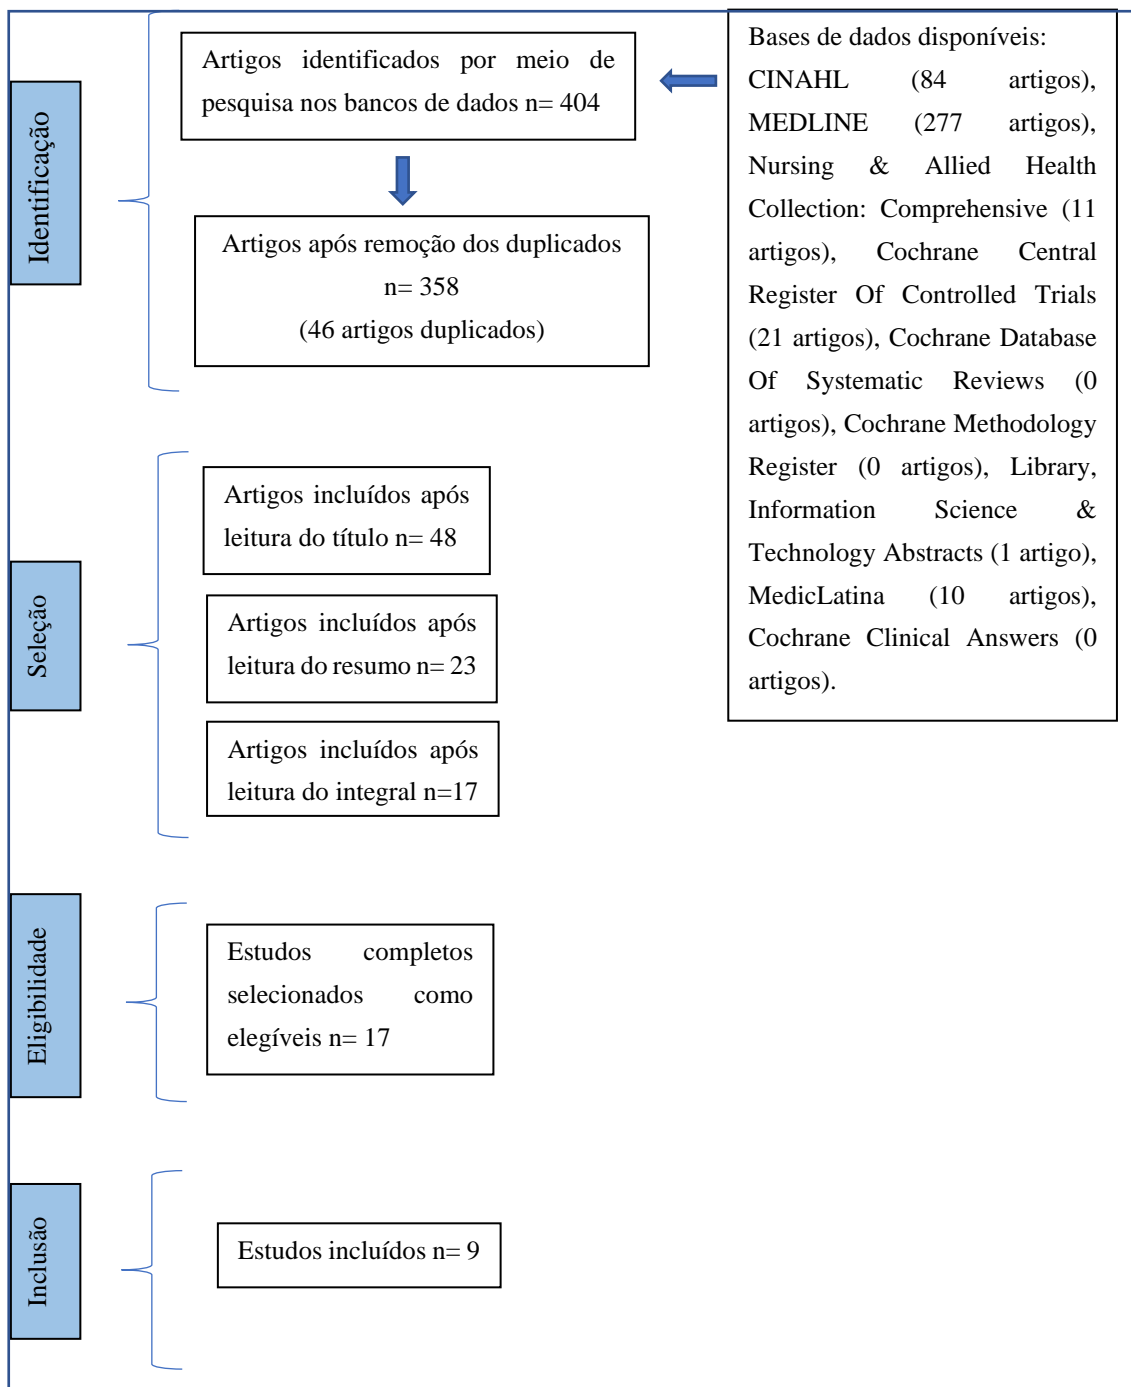 Identificação
Artigos identificados por meio de
pesquisa nos bancos de dados n= 404
Artigos após remoção dos duplicados
n= 358
(46 artigos duplicados)
Bases de dados disponíveis:
CINAHL (84 artigos),
MEDLINE (277 artigos),
Nursing & Allied Health
Collection: Comprehensive (11
artigos), Cochrane Central
Register Of Controlled Trials
(21 artigos), Cochrane Database
Of Systematic Reviews (0
artigos), Cochrane Methodology
Register (0 artigos), Library,
Information Science &
Technology Abstracts (1 artigo),
MedicLatina (10 artigos),
Cochrane Clinical Answers (0
artigos).
Seleção
Artigos incluídos após
leitura do título n= 48
Artigos incluídos após
leitura do resumo n= 23
Artigos incluídos após
leitura do integral n=17
Eligibilidade
Estudos completos
selecionados como
elegíveis n= 17
Inclusão
Estudos incluídos n= 9